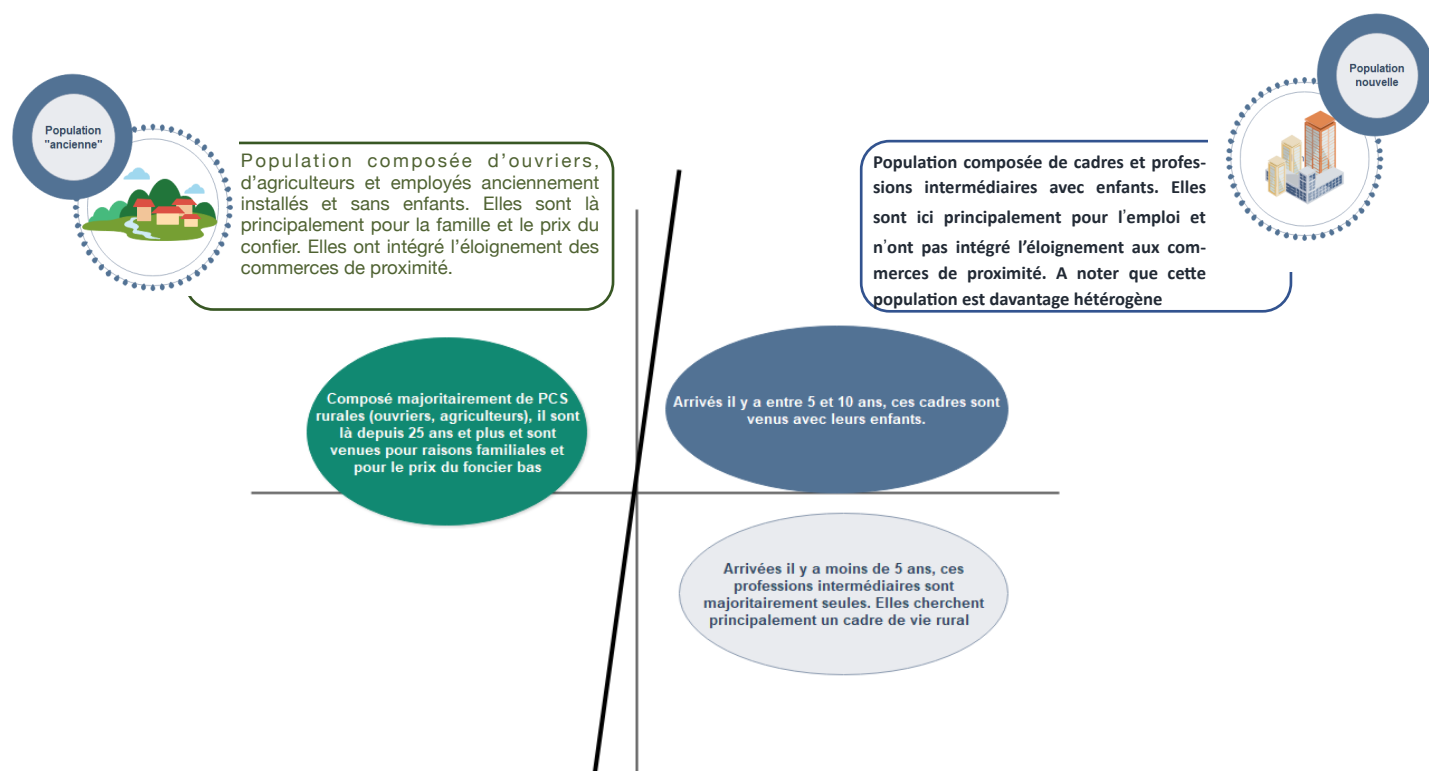 Population
"ancienne"
Population composée d’ouvriers,
d’agriculteurs et employés anciennement
installés et sans enfants. Elles sont là
principalement pour la famille et le prix du
confier. Elles ont intégré l’éloignement des
commerces de proximité.
Population
nouvelle
Population composée de cadres et profes-
sions intermédiaires avec enfants. Elles
sont ici principalement pour l’emploi et
n’ont pas intégré l’éloignement aux com-
merces de proximité. A noter que cette
population est davantage hétérogène
Composé majoritairement de PCS
rurales (ouvriers, agriculteurs), il sont
là depuis 25 ans et plus et sont
venues pour raisons familiales et
pour le prix du foncier bas
Arrivés il y a entre 5 et 10 ans, ces cadres sont
venus avec leurs enfants.
Arrivées il y a moins de 5 ans, ces
professions intermédiaires sont
majoritairement seules. Elles cherchent
principalement un cadre de vie rural